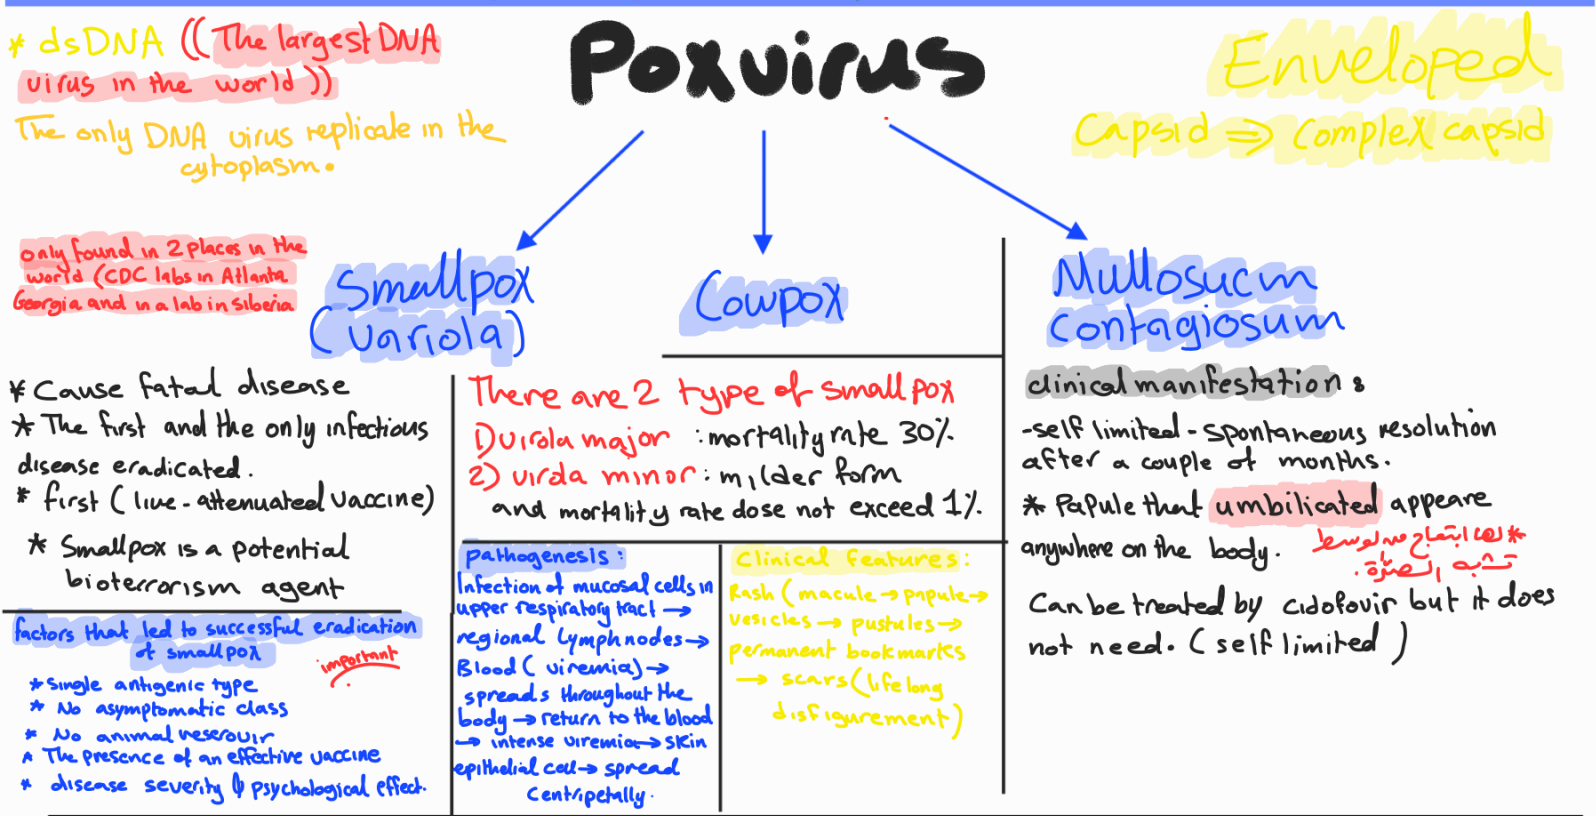 Poxvirus
* dsDNA ((The largest DNA
virus in the world))
The only DNA virus replicate in the
cytoplasm.
Enveloped
Capsid ⇒ Complex capsid
only found in 2 places in the
world (CDC labs in Atlanta
Georgia and in a lab in Siberia
Smallpox
(variola)
Cowpox
Mullosucm
contagiosum
* Cause fatal disease
* The first and the only infectious
disease eradicated.
* first (live-attenuated vaccine)
* Smallpox is a potential
bioterrorism agent
factors that led to successful eradication
of smallpox
important
* Single antigenic type
* No asymptomatic class
* No animal reserouir
* The presence of an effective vaccine
* disease severity & psychological effect.
There are 2 type of smallpox
1) virola major : mortality rate 30%.
2) virola minor : milder form
and mortality rate dose not exceed 1%.
pathogenesis :
Infection of mucosal cells in
upper respiratory tract →
regional Lymph nodes →
Blood (viremia) →
spreads throughout the
body → return to the blood
→ intense viremia → skin
epithelial cell → spread
centripetally.
Clinical features :
Rash (macule → papule →
vesicles → pustules →
permanent bookmarks
→ scars (lifelong
disfigurement)
clinical manifestation :
-self limited - spontaneous resolution
after a couple of months.
* Papule that umbilicated appeare
anywhere on the body.
* لها انبعاج من لوسط
تشبه الصرّة.
Can be treated by cidofovir but it does
not need. (self limited)